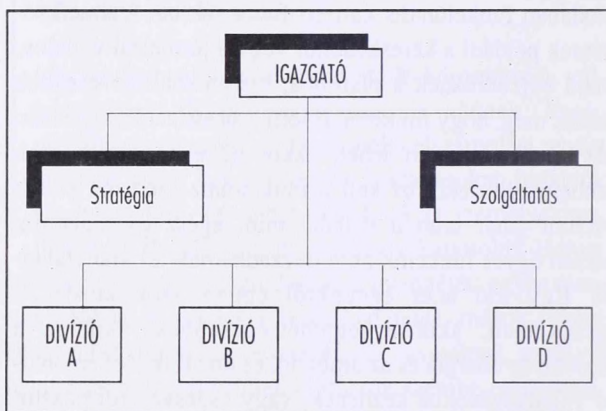 IGAZGATÓ
Stratégia
Szolgáltatás
DIVÍZIÓ
A
DIVÍZIÓ
B
DIVÍZIÓ
C
DIVÍZIÓ
D